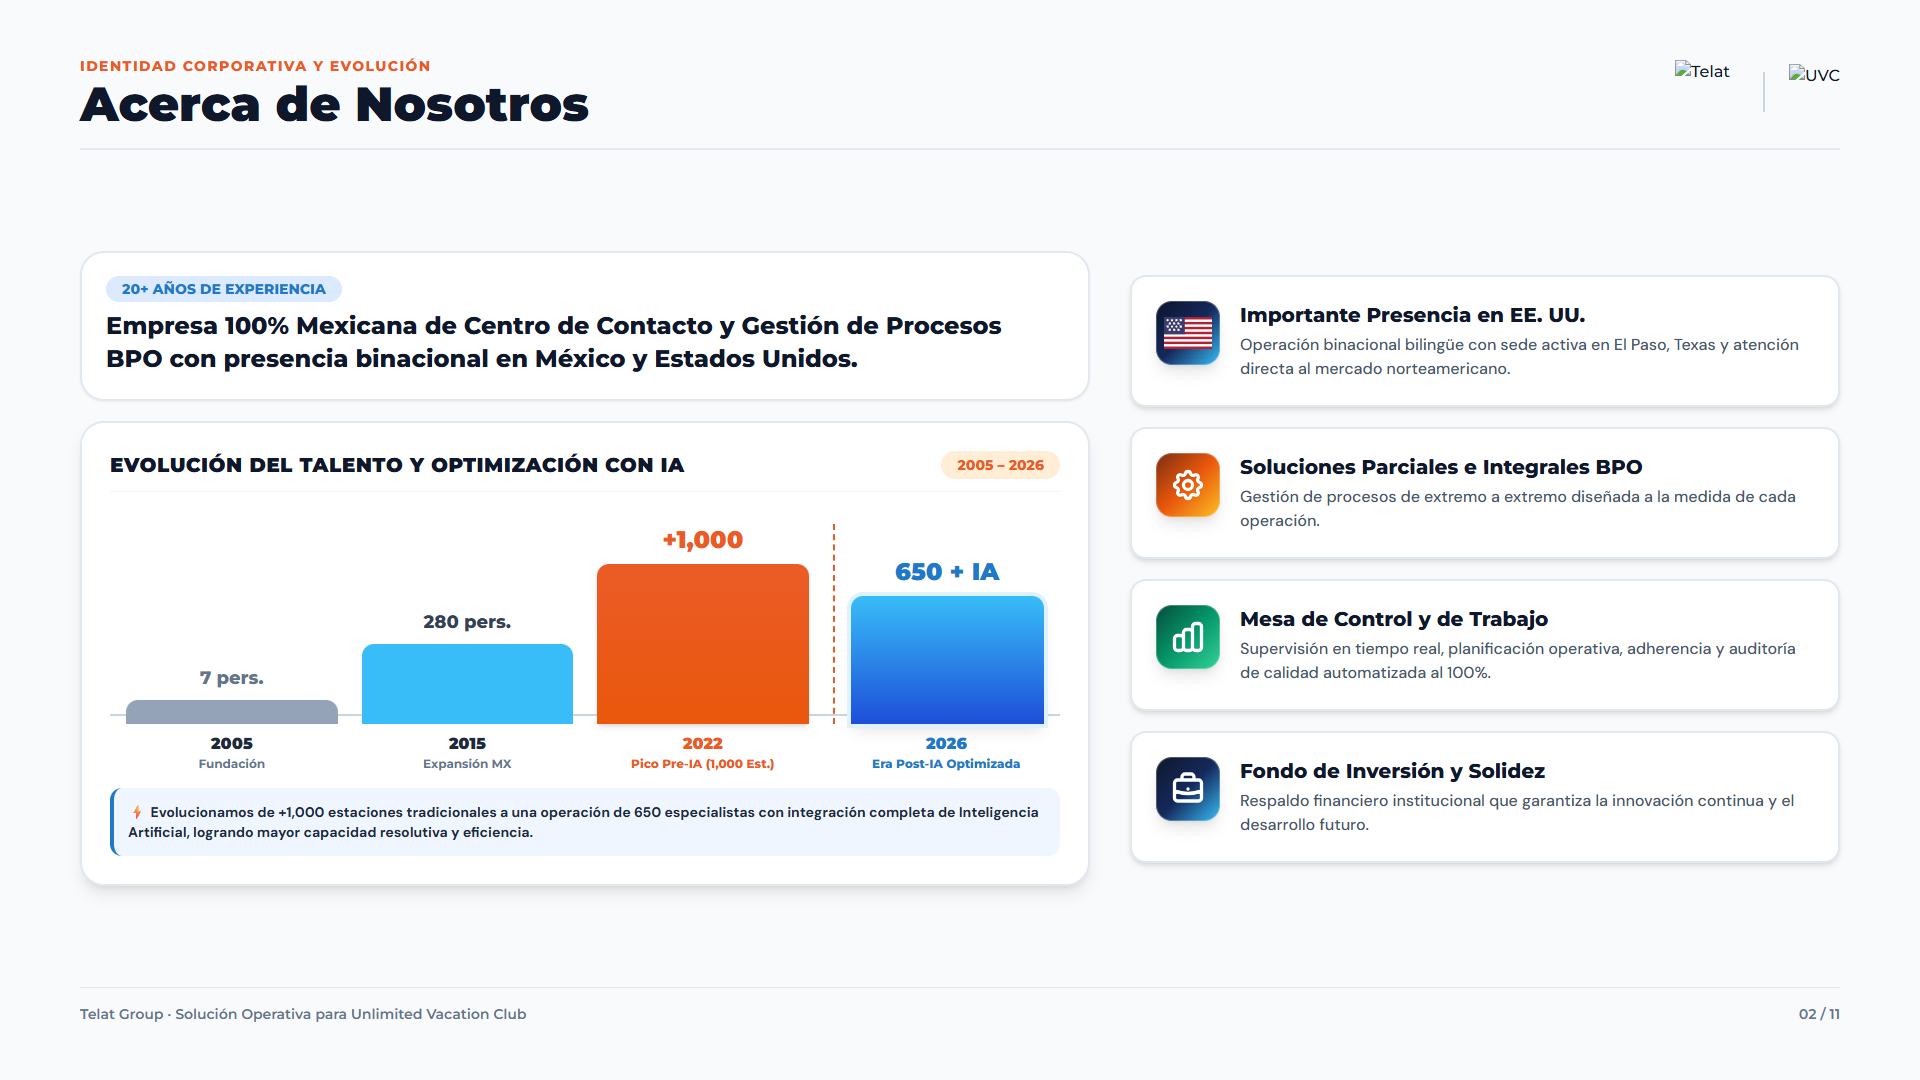 IDENTIDAD CORPORATIVA Y EVOLUCIÓN
Acerca de Nosotros
Telat
UVC
20+ AÑOS DE EXPERIENCIA
Empresa 100% Mexicana de Centro de Contacto y Gestión de Procesos
BPO con presencia binacional en México y Estados Unidos.
EVOLUCIÓN DEL TALENTO Y OPTIMIZACIÓN CON IA
2005 – 2026
7 pers.
280 pers.
+1,000
650 + IA
2005
Fundación
2015
Expansión MX
2022
Pico Pre-IA (1,000 Est.)
2026
Era Post-IA Optimizada
Evolucionamos de +1,000 estaciones tradicionales a una operación de 650 especialistas con integración completa de Inteligencia
Artificial, logrando mayor capacidad resolutiva y eficiencia.
Importante Presencia en EE. UU.
Operación binacional bilingüe con sede activa en El Paso, Texas y atención
directa al mercado norteamericano.
Soluciones Parciales e Integrales BPO
Gestión de procesos de extremo a extremo diseñada a la medida de cada
operación.
Mesa de Control y de Trabajo
Supervisión en tiempo real, planificación operativa, adherencia y auditoría
de calidad automatizada al 100%.
Fondo de Inversión y Solidez
Respaldo financiero institucional que garantiza la innovación continua y el
desarrollo futuro.
Telat Group · Solución Operativa para Unlimited Vacation Club
02 / 11